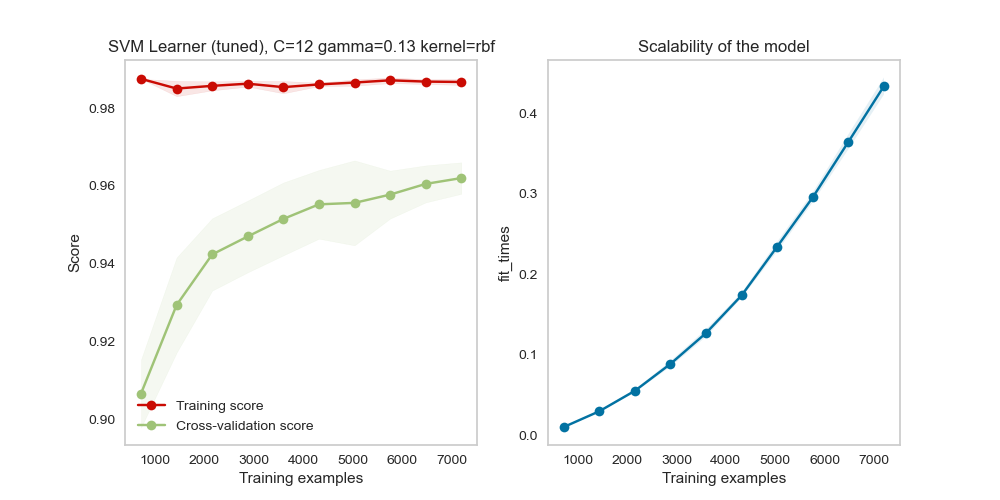 SVM Learner (tuned), C=12 gamma=0.13 kernel=rbf
Score
0.98
0.96
0.94
0.92
0.90
Training score
Cross-validation score
1000 2000 3000 4000 5000 6000 7000
Training examples
Scalability of the model
fit_times
0.4
0.3
0.2
0.1
0.0
1000 2000 3000 4000 5000 6000 7000
Training examples